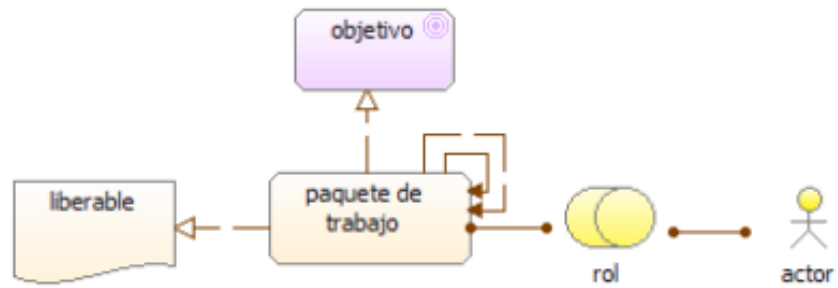 objetivo
liberable
paquete de
trabajo
rol
actor